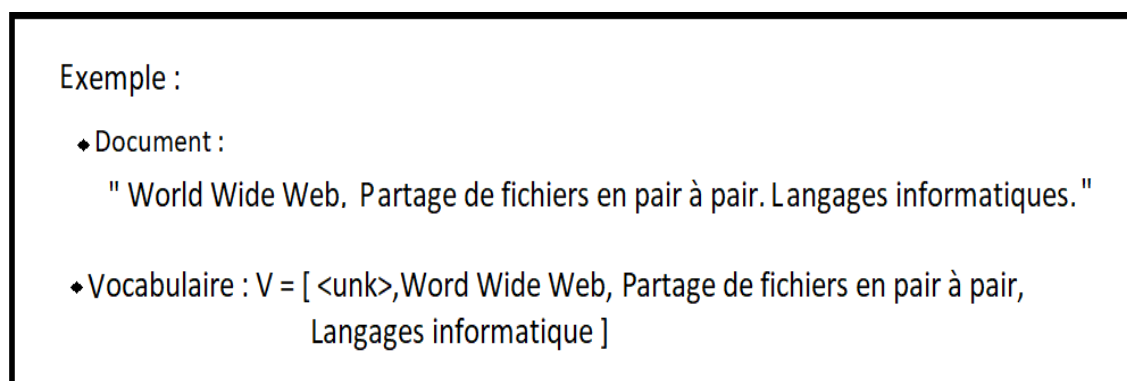 Exemple :
◆ Document :
" World Wide Web, Partage de fichiers en pair à pair. Langages informatiques. "
◆ Vocabulaire : V = [ <unk>,Word Wide Web, Partage de fichiers en pair à pair,
Langages informatique ]